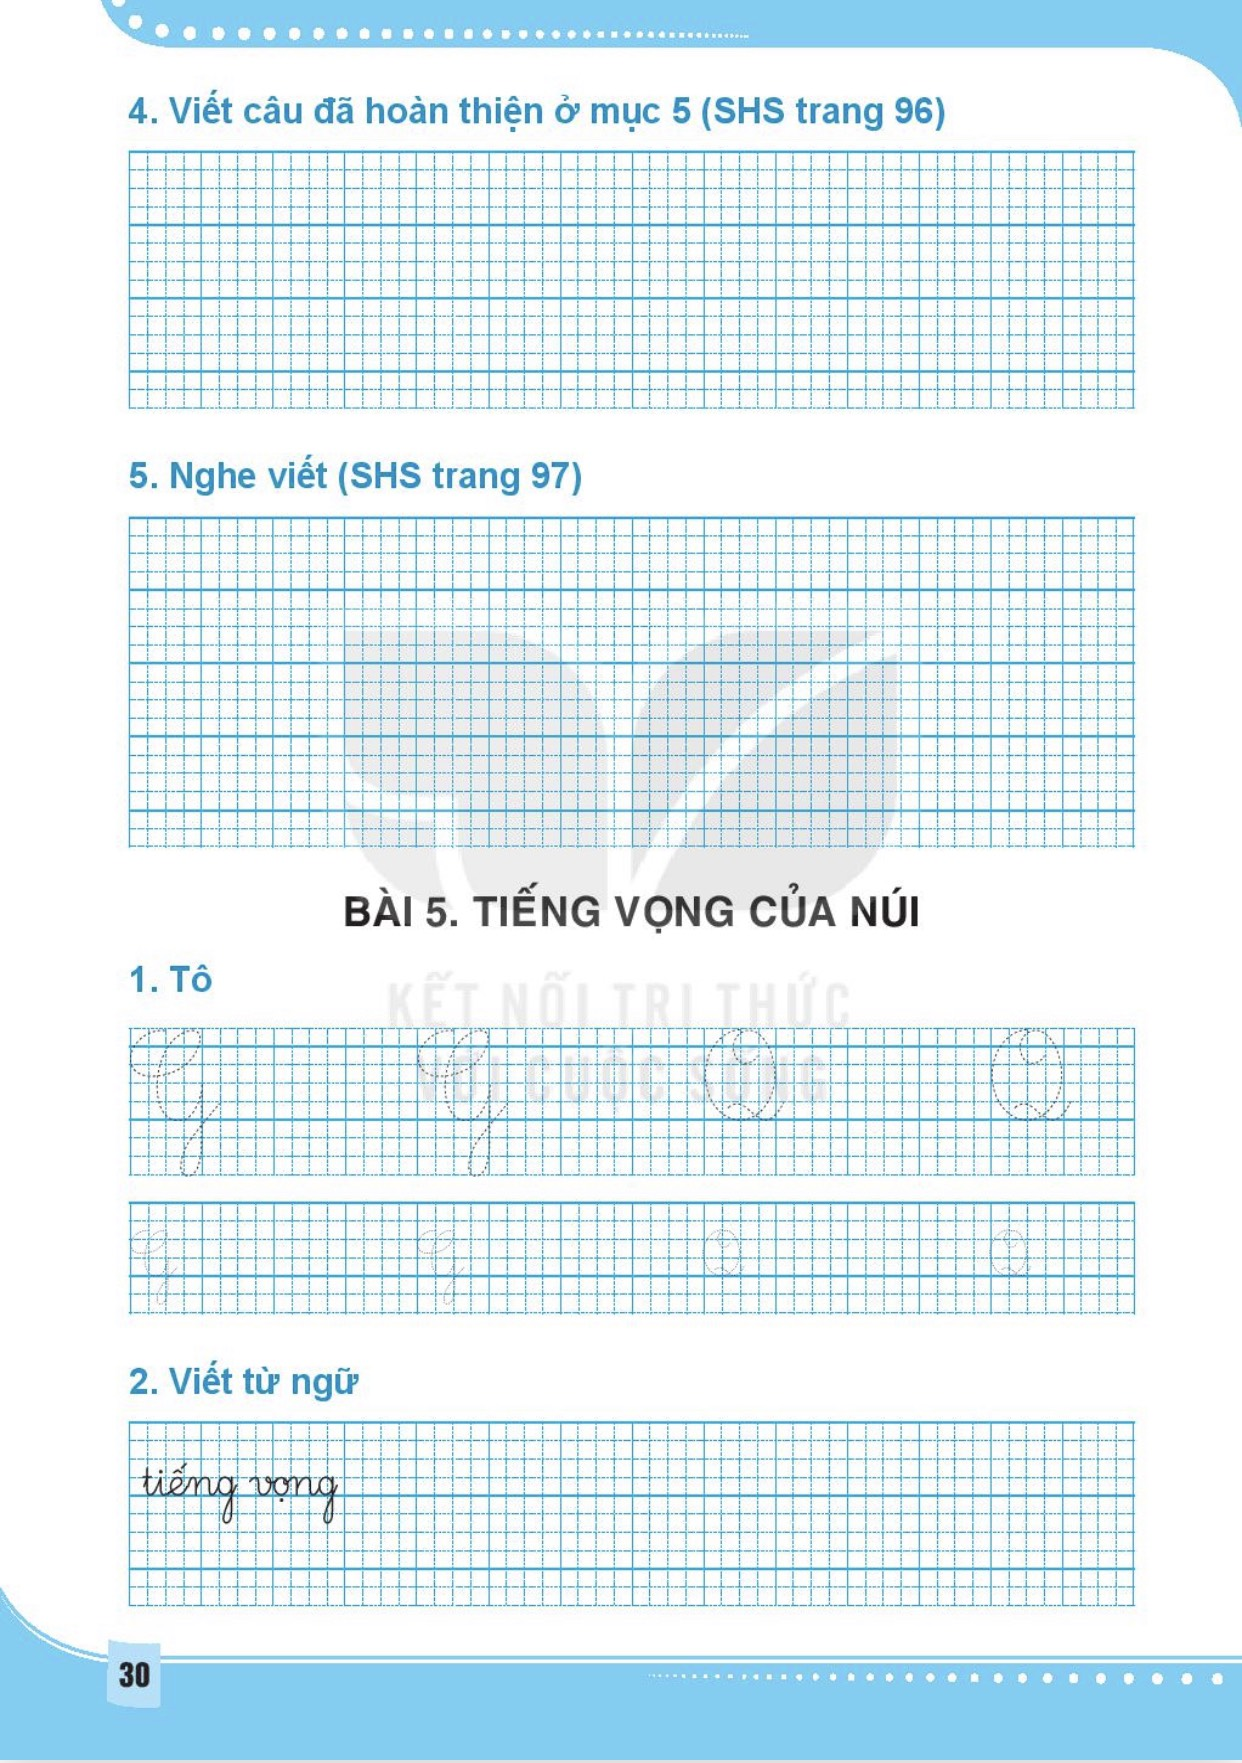 4. Viết câu đã hoàn thiện ở mục 5 (SHS trang 96)
5. Nghe viết (SHS trang 97)
BÀI 5. TIẾNG VỌNG CỦA NÚI
1. Tô
KẾT NỐI TRI THỨC
VỚI CUỘC SỐNG
Y Y Q Q
Y Y Q Q
2. Viết từ ngữ
tiếng vọng
30